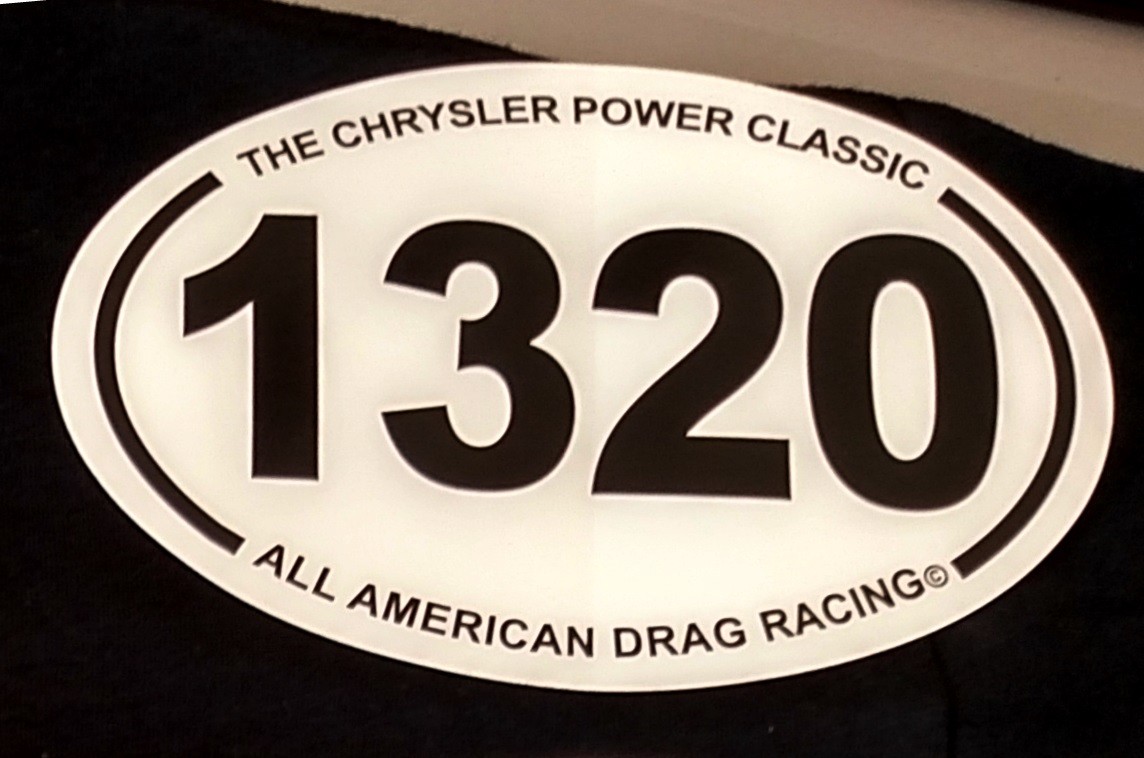 THE CHRYSLER POWER CLASSIC
1320
ALL AMERICAN DRAG RACING©